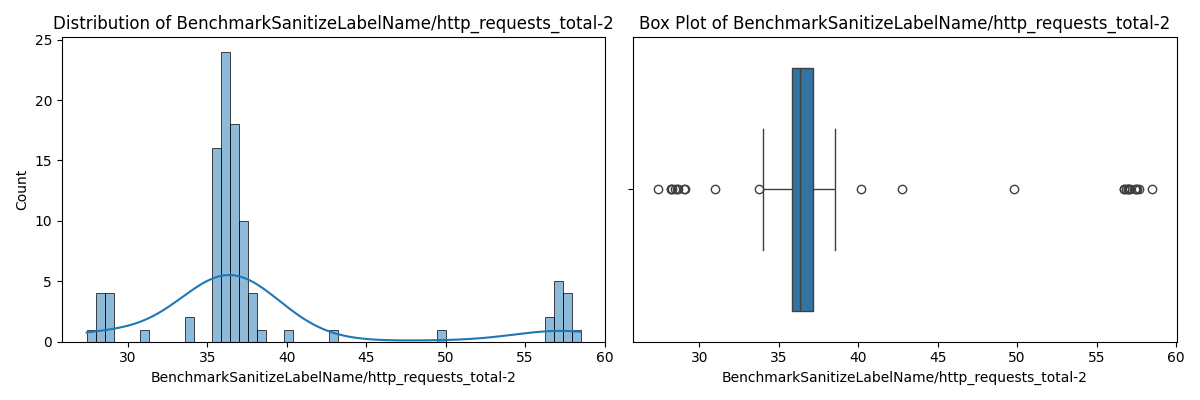 Distribution of BenchmarkSanitizeLabelName/http_requests_total-2
25
20
15
10
5
0
Count
30 35 40 45 50 55 60
BenchmarkSanitizeLabelName/http_requests_total-2
Box Plot of BenchmarkSanitizeLabelName/http_requests_total-2
30 35 40 45 50 55 60
BenchmarkSanitizeLabelName/http_requests_total-2